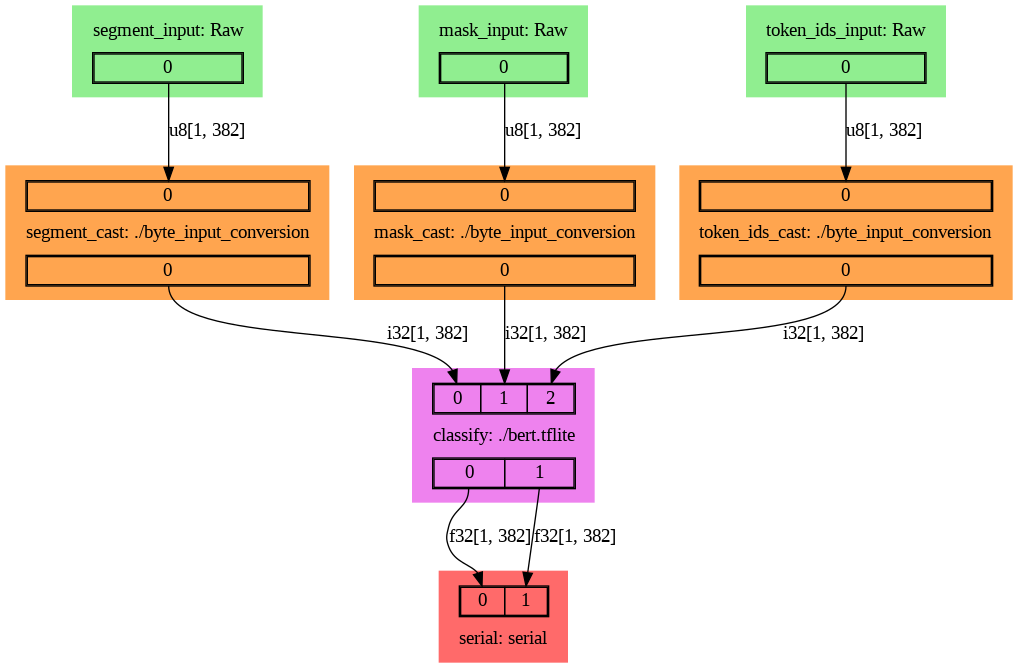 segment_input: Raw
mask_input: Raw
token_ids_input: Raw
0
0
0
u8[1, 382]
u8[1, 382]
u8[1, 382]
0
0
0
segment_cast: ./byte_input_conversion
mask_cast: ./byte_input_conversion
token_ids_cast: ./byte_input_conversion
0
0
0
i32[1, 382]
i32[1, 382]
i32[1, 382]
0 1 2
classify: ./bert.tflite
0 1
f32[1, 382]
f32[1, 382]
0 1
serial: serial